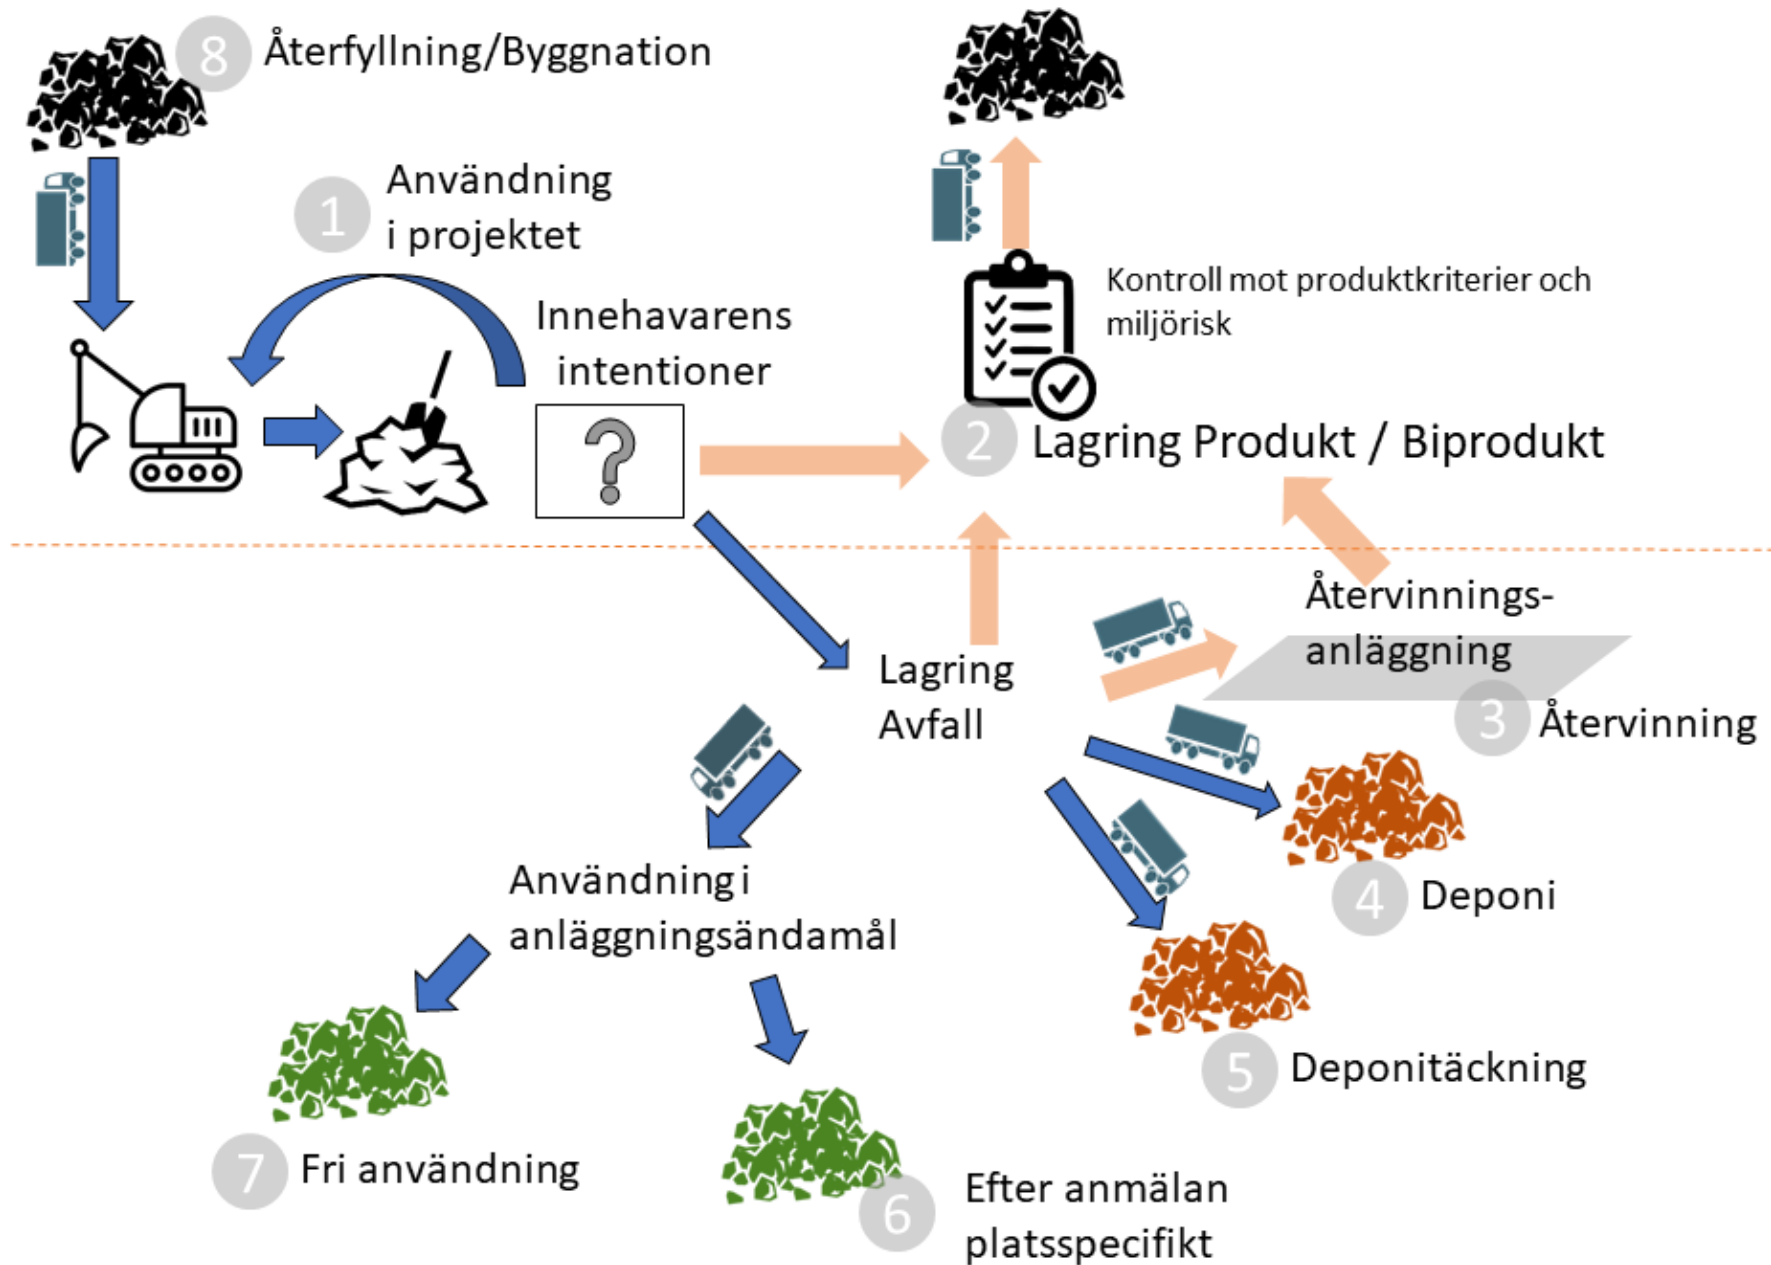 8 Återfyllning/Byggnation
1 Användning
i projektet
Innehavarens
intentioner
?
Kontroll mot produktkriterier och
miljörisk
2 Lagring Produkt / Biprodukt
Återvinnings-
anläggning
3 Återvinning
Lagring
Avfall
4 Deponi
Användning i
anläggningsändamål
5 Deponitäckning
7 Fri användning
6 Efter anmälan
platsspecifikt